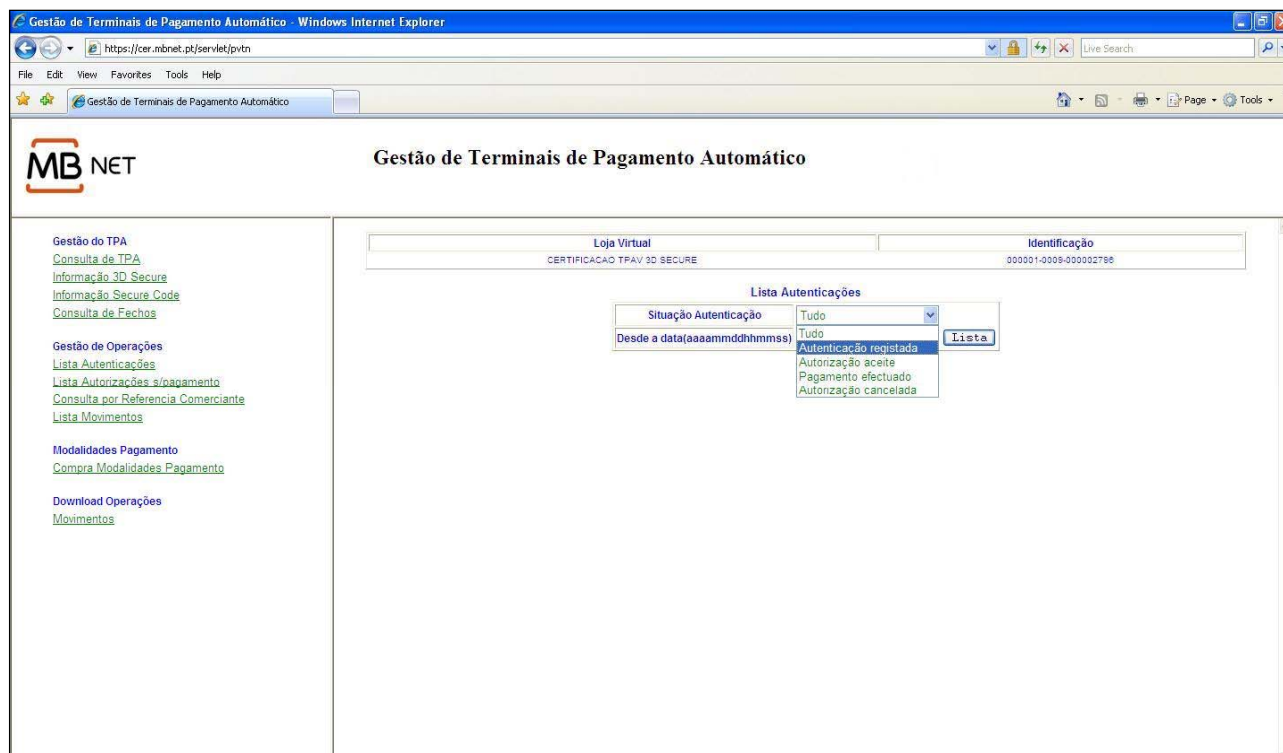 Gestão de Terminais de Pagamento Automático - Windows Internet Explorer
https://cer.mbnet.pt/servlet/pvtn
Live Search
File Edit View Favorites Tools Help
Gestão de Terminais de Pagamento Automático
Page Tools
MB NET
Gestão de Terminais de Pagamento Automático
Gestão do TPA
Consulta de TPA
Informação 3D Secure
Informação Secure Code
Consulta de Fechos
Gestão de Operações
Lista Autenticações
Lista Autorizações s/pagamento
Consulta por Referencia Comerciante
Lista Movimentos
Modalidades Pagamento
Compra Modalidades Pagamento
Download Operações
Movimentos
Loja Virtual Identificação
CERTIFICACAO TPAV 3D SECURE 000001-0009-000002796
Lista Autenticações
Situação Autenticação Tudo
Desde a data(aaaammddhhmmss) Lista
Tudo
Autenticação registada
Autorização aceite
Pagamento efectuado
Autorização cancelada